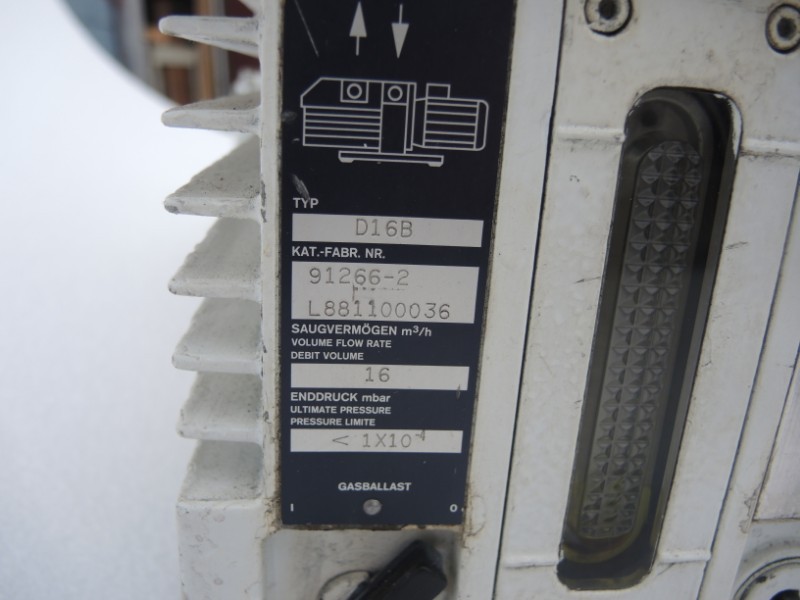 TYP
D16B
KAT.-FABR. NR.
91266-2
L881100036
SAUGVERMÖGEN m³/h
VOLUME FLOW RATE
DEBIT VOLUME
16
ENDDRUCK mbar
ULTIMATE PRESSURE
PRESSURE LIMITE
< 1X10⁻⁴
GASBALLAST
I O